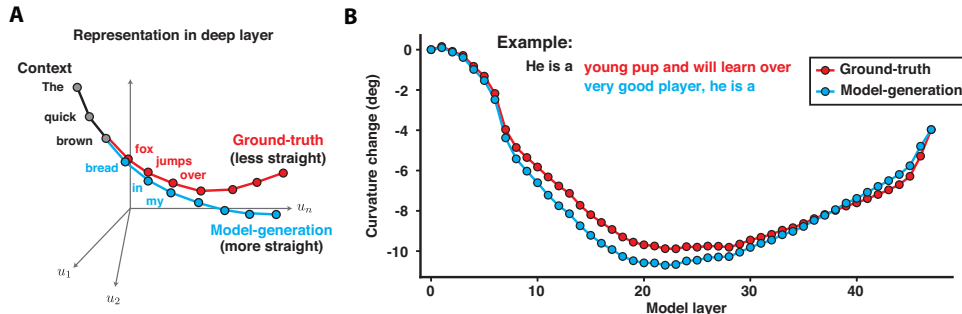 A
Representation in deep layer
Context
The
quick
brown
fox
jumps
over
bread
in
my
Ground-truth
(less straight)
Model-generation
(more straight)
u_n
u_1
u_2
B
Example:
He is a young pup and will learn over
very good player, he is a
Ground-truth
Model-generation
Curvature change (deg)
0
-2
-4
-6
-8
-10
0 10 20 30 40
Model layer